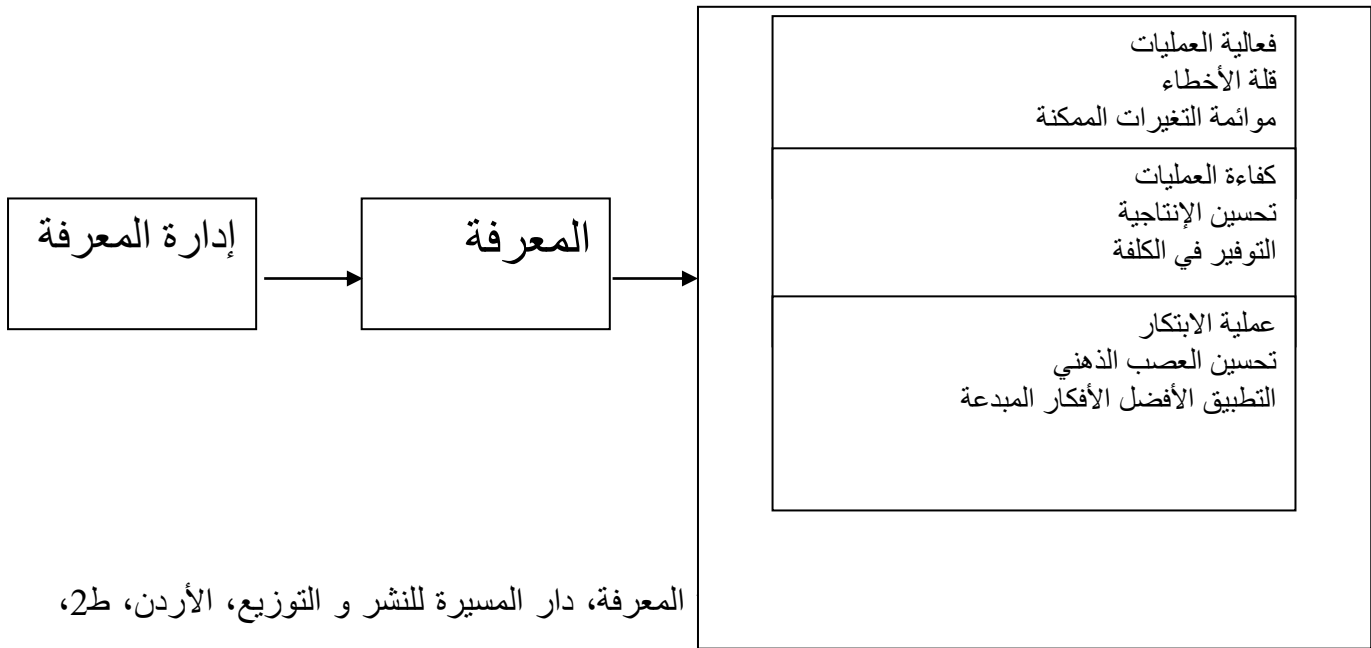 فعالية العمليات
قلة الأخطاء
موائمة التغيرات الممكنة
كفاءة العمليات
تحسين الإنتاجية
التوفير في الكلفة
عملية الابتكار
تحسين العصب الذهني
التطبيق الأفضل الأفكار المبدعة
المعرفة
إدارة المعرفة
المعرفة، دار المسيرة للنشر و التوزيع، الأردن، ط2،